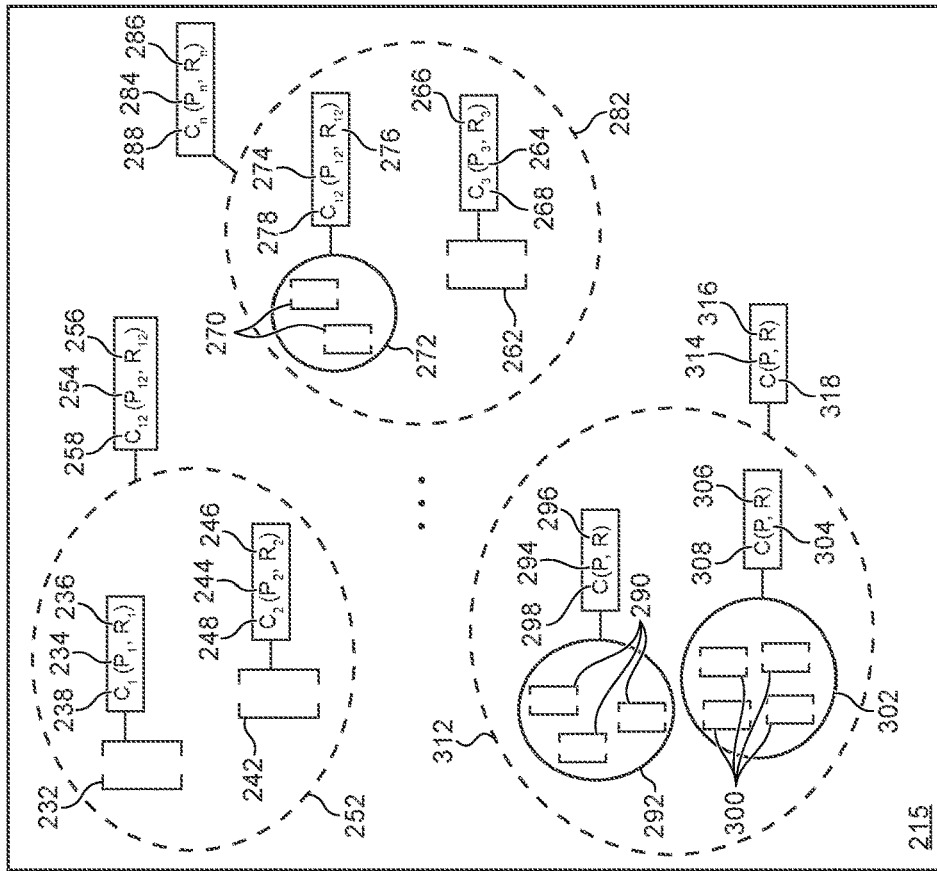 238 234 236
C₁ (P₁, R₁)
232
248 244 246
C₂ (P₂, R₂)
242
252
258 254 256
C₁₂ (P₁₂, R₁₂)
288 284 286
Cₙ (Pₙ, Rₙ)
278 274
C₁₂ (P₁₂, R₁₂)
276
270
272
266
C₃ (P₃, R₃)
268 264
262
282
...
312
298 294 296
C(P, R)
290
292
308 306
C(P, R)
304
300
302
314 316
C(P, R)
318
215